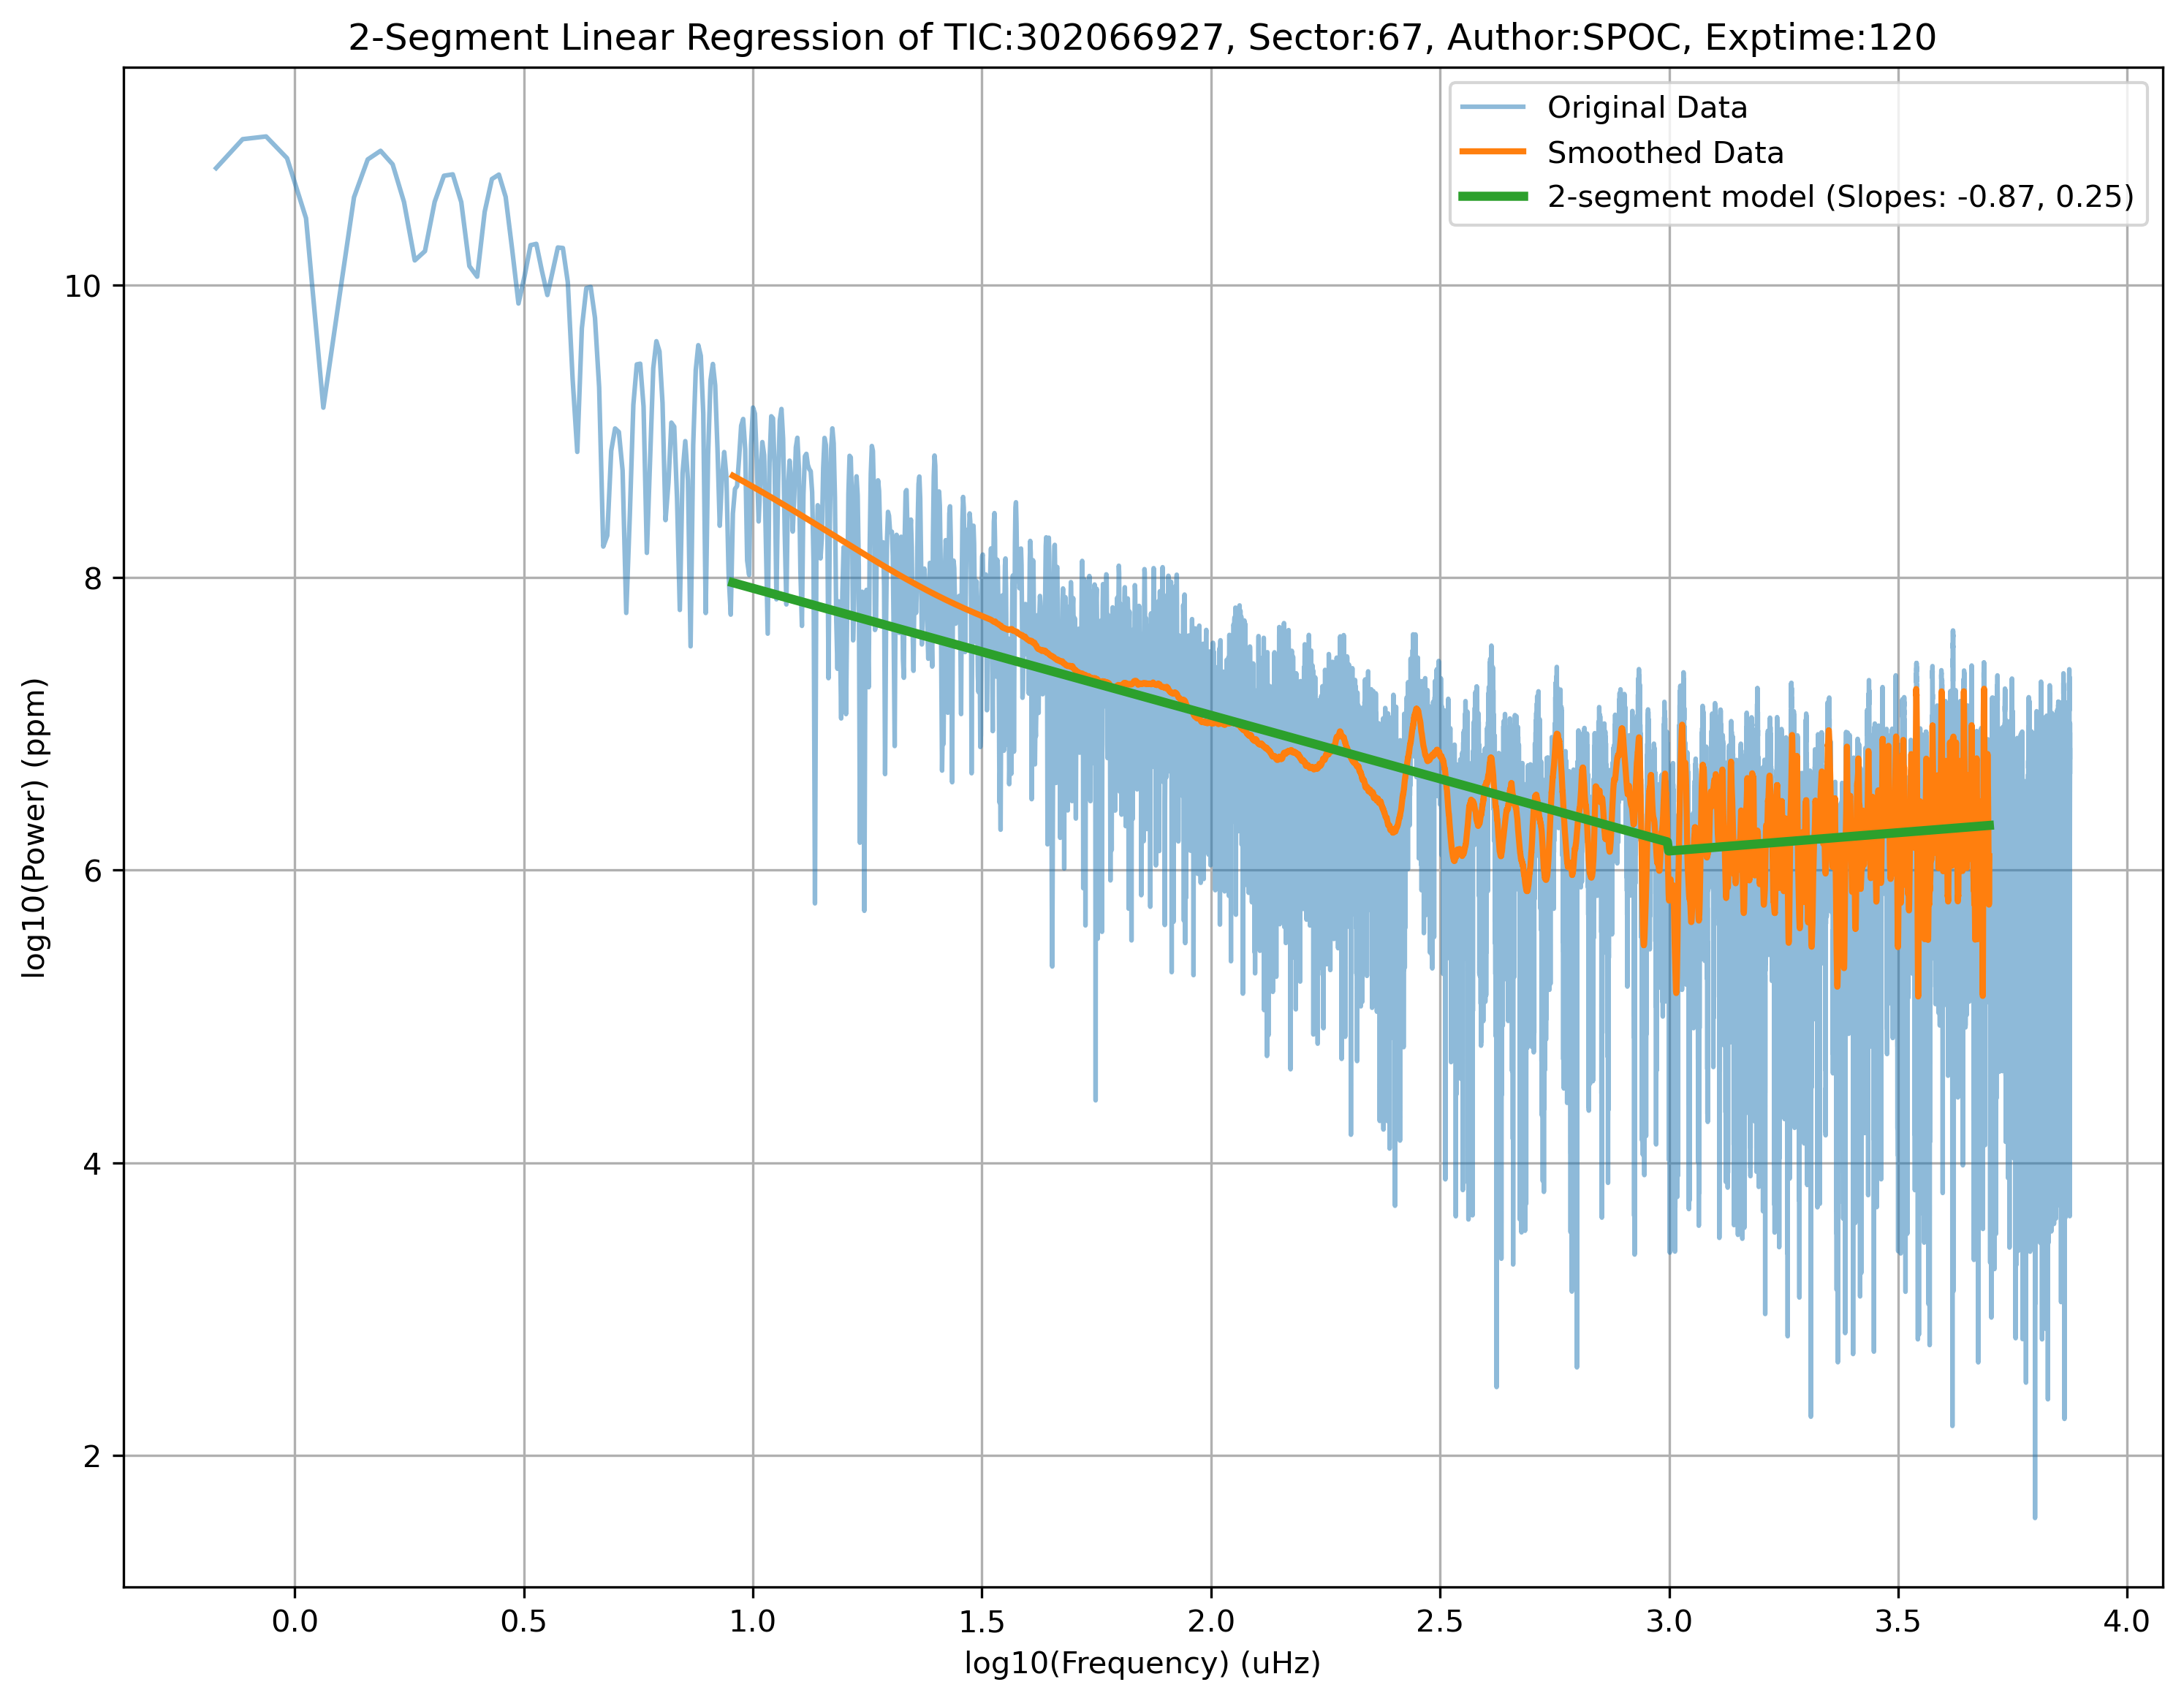 2-Segment Linear Regression of TIC:302066927, Sector:67, Author:SPOC, Exptime:120
Original Data
Smoothed Data
2-segment model (Slopes: -0.87, 0.25)
log10(Power) (ppm)
10
8
6
4
2
0.0 0.5 1.0 1.5 2.0 2.5 3.0 3.5 4.0
log10(Frequency) (uHz)